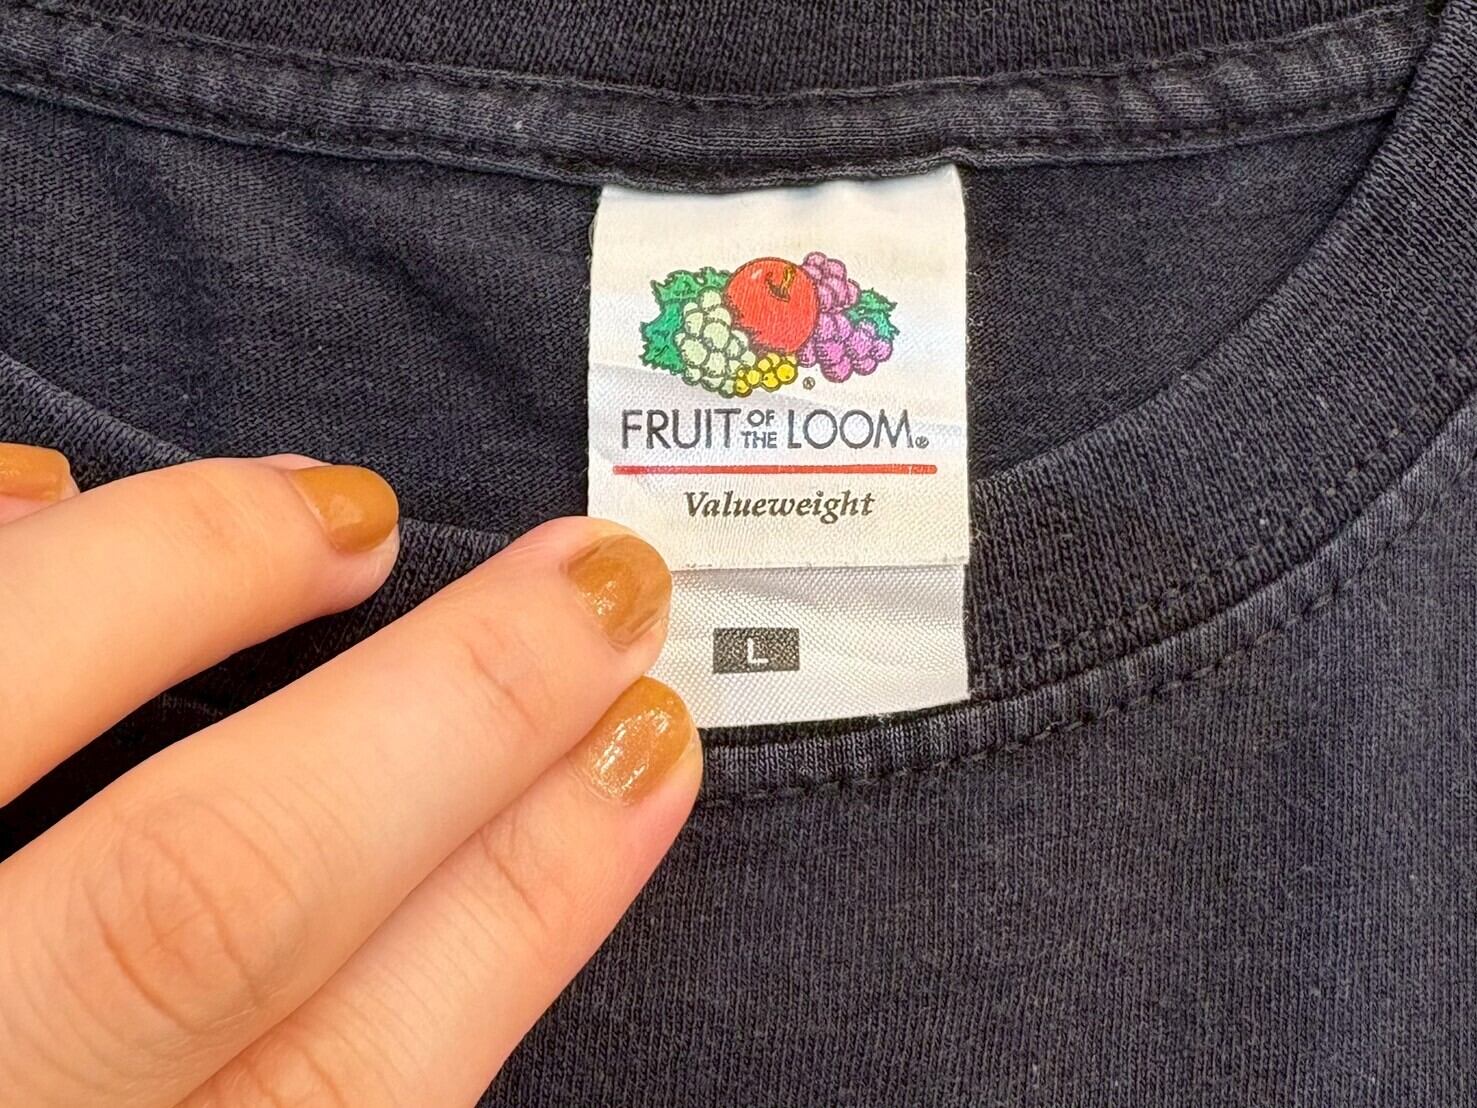 FRUIT OF THE LOOM®
Valueweight
L